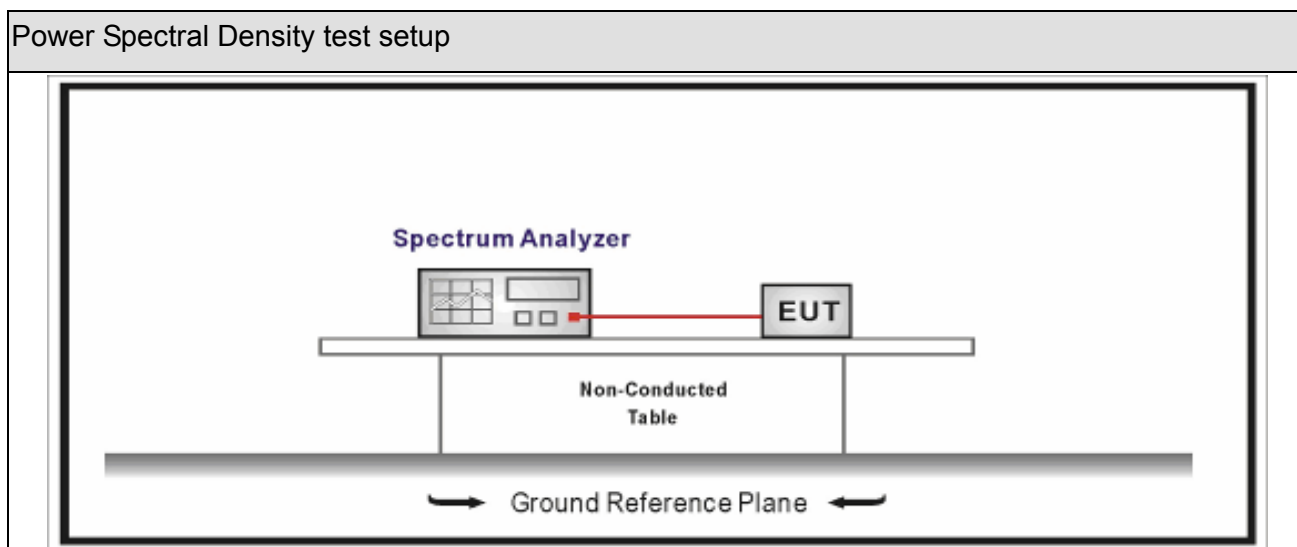 Power Spectral Density test setup
Spectrum Analyzer
EUT
Non-Conducted
Table
Ground Reference Plane